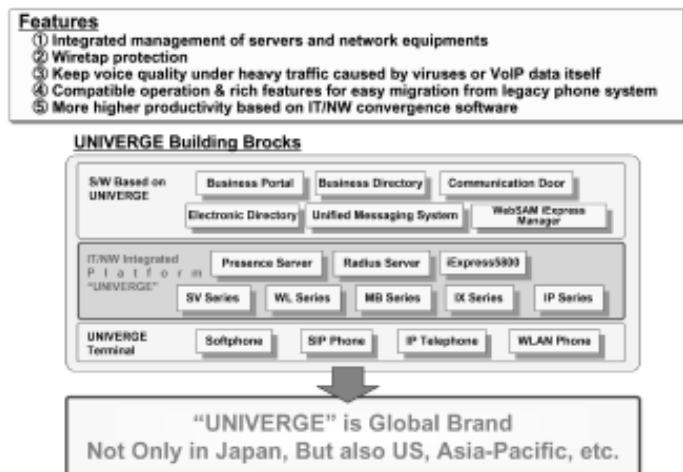 Features
① Integrated management of servers and network equipments
② Wiretap protection
③ Keep voice quality under heavy traffic caused by viruses or VoIP data itself
④ Compatible operation & rich features for easy migration from legacy phone system
⑤ More higher productivity based on IT/NW convergence software
UNIVERGE Building Brocks
S/W Based on
UNIVERGE
Business Portal
Business Directory
Communication Door
Electronic Directory
Unified Messaging System
WebSAM iExpress
Manager
IT/NW Integrated
P l a t f o r m
"UNIVERGE"
Presence Server
Radius Server
iExpress5800
SV Series
WL Series
MB Series
IX Series
IP Series
UNIVERGE
Terminal
Softphone
SIP Phone
IP Telephone
WLAN Phone
"UNIVERGE" is Global Brand
Not Only in Japan, But also US, Asia-Pacific, etc.